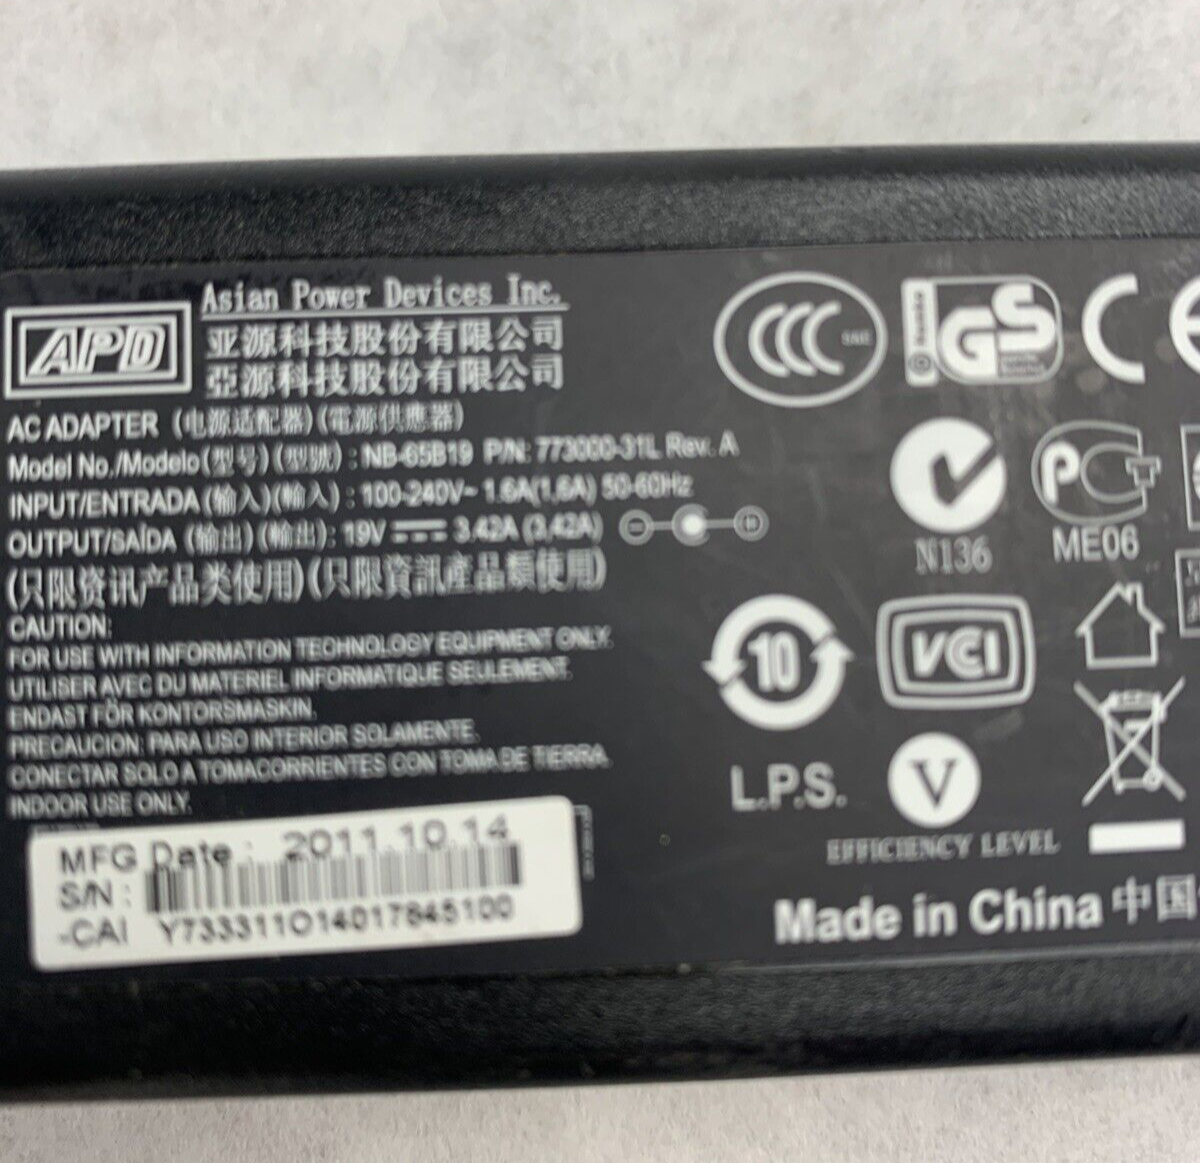 APD
Asian Power Devices Inc.
亚源科技股份有限公司
亞源科技股份有限公司
AC ADAPTER (电源适配器)(電源供應器)
Model No./Modelo(型号)(型號) : NB-65B19 P/N: 773000-31L Rev. A
INPUT/ENTRADA(输入)(輸入) : 100-240V~ 1.6A(1,6A) 50-60Hz
OUTPUT/SAÍDA (输出)(輸出): 19V 3.42A (3,42A)
(只限资讯产品类使用)(只限資訊產品類使用)
CAUTION:
FOR USE WITH INFORMATION TECHNOLOGY EQUIPMENT ONLY.
UTILISER AVEC DU MATERIEL INFORMATIQUE SEULEMENT.
ENDAST FÖR KONTORSMASKIN.
PRECAUCION: PARA USO INTERIOR SOLAMENTE.
CONECTAR SOLO A TOMACORRIENTES CON TOMA DE TIERRA.
INDOOR USE ONLY.
MFG Date : 2011.10.14
S/N :
-CAI Y733311O14017845100
CCC
GS
CE
N136
PC
ME06
10
VCI
L.P.S.
V
EFFICIENCY LEVEL
Made in China 中国